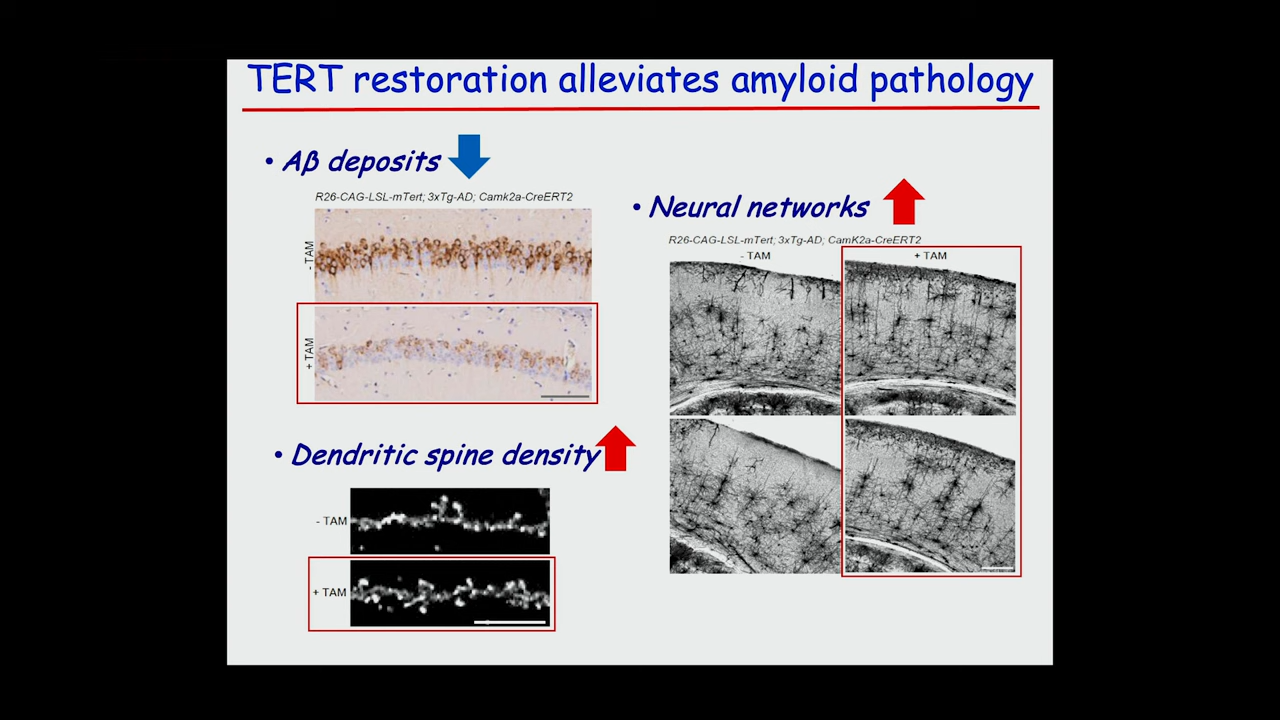 TERT restoration alleviates amyloid pathology
• Aβ deposits
R26-CAG-LSL-mTert; 3xTg-AD; Camk2a-CreERT2
- TAM
+ TAM
• Dendritic spine density
- TAM
+ TAM
• Neural networks
R26-CAG-LSL-mTert; 3xTg-AD; CamK2a-CreERT2
- TAM
+ TAM